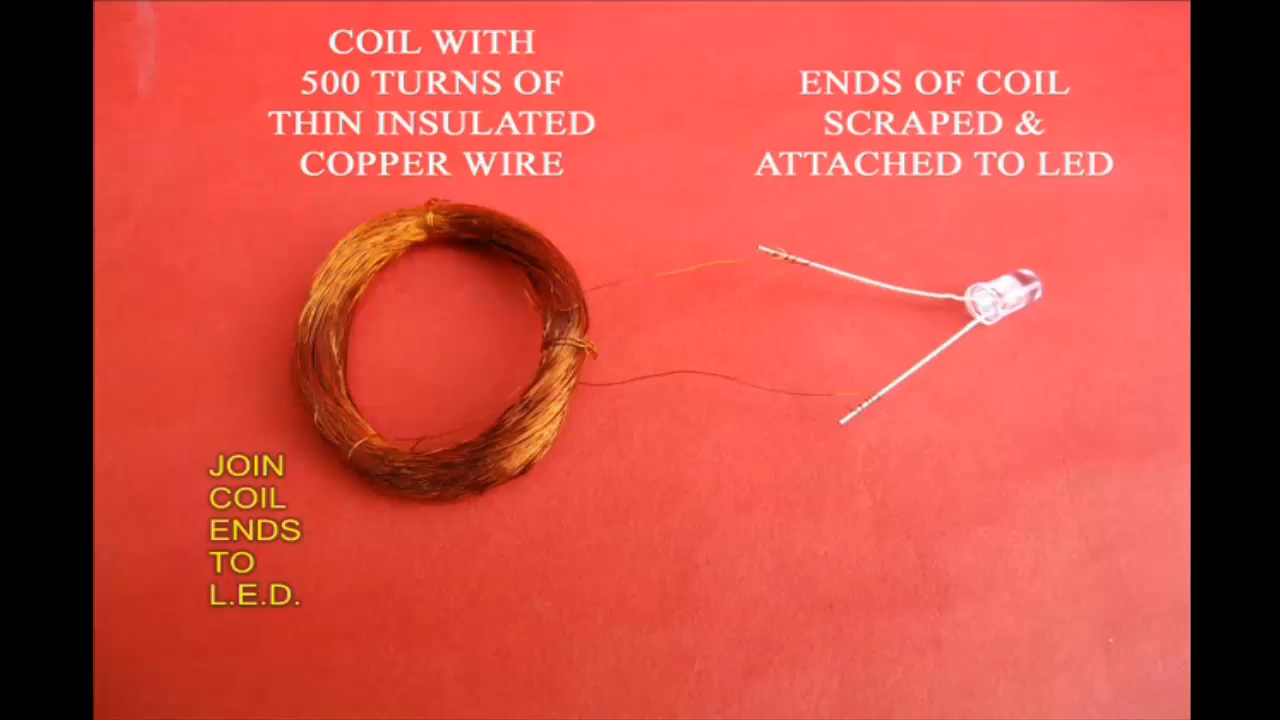 COIL WITH
500 TURNS OF
THIN INSULATED
COPPER WIRE
ENDS OF COIL
SCRAPED &
ATTACHED TO LED
JOIN
COIL
ENDS
TO
L.E.D.